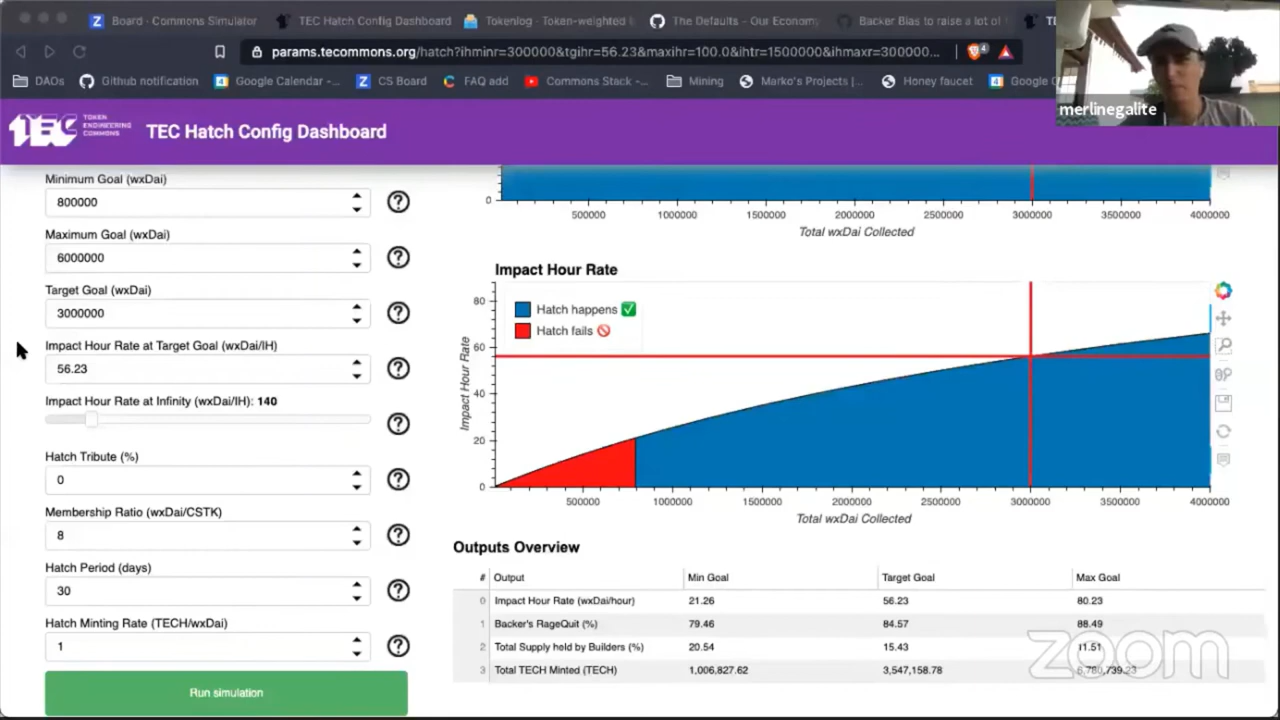 Board - Commons Simulator
TEC Hatch Config Dashboard
Tokenlog - Token-weighted
The Defaults - Our Economy
Backer Bias to raise a lot of
params.tecommons.org/hatch?ihminr=300000&tgihr=56.23&maxihr=100.0&ihtr=1500000&ihmaxr=300000...
4
DAOs
Github notification
Google Calendar -...
CS Board
FAQ add
Commons Stack -...
Mining
Marko's Projects |...
Honey faucet
merlinegalite
TEC
TOKEN
ENGINEERING
COMMONS
TEC Hatch Config Dashboard
Minimum Goal (wxDai)
800000
Maximum Goal (wxDai)
6000000
Target Goal (wxDai)
3000000
Impact Hour Rate at Target Goal (wxDai/IH)
56.23
Impact Hour Rate at Infinity (wxDai/IH): 140
Hatch Tribute (%)
0
Membership Ratio (wxDai/CSTK)
8
Hatch Period (days)
30
Hatch Minting Rate (TECH/wxDai)
1
Run simulation
0
500000 1000000 1500000 2000000 2500000 3000000 3500000 4000000
Total wxDai Collected
Impact Hour Rate
Hatch happens ✅
Hatch fails 🚫
Impact Hour Rate
80
60
40
20
0
500000 1000000 1500000 2000000 2500000 3000000 3500000 4000000
Total wxDai Collected
Outputs Overview
# Output Min Goal Target Goal Max Goal
0 Impact Hour Rate (wxDai/hour) 21.26 56.23 80.23
1 Backer's RageQuit (%) 79.46 84.57 88.49
2 Total Supply held by Builders (%) 20.54 15.43 11.51
3 Total TECH Minted (TECH) 1,006,827.62 3,547,158.78 6,780,739.23
zoom